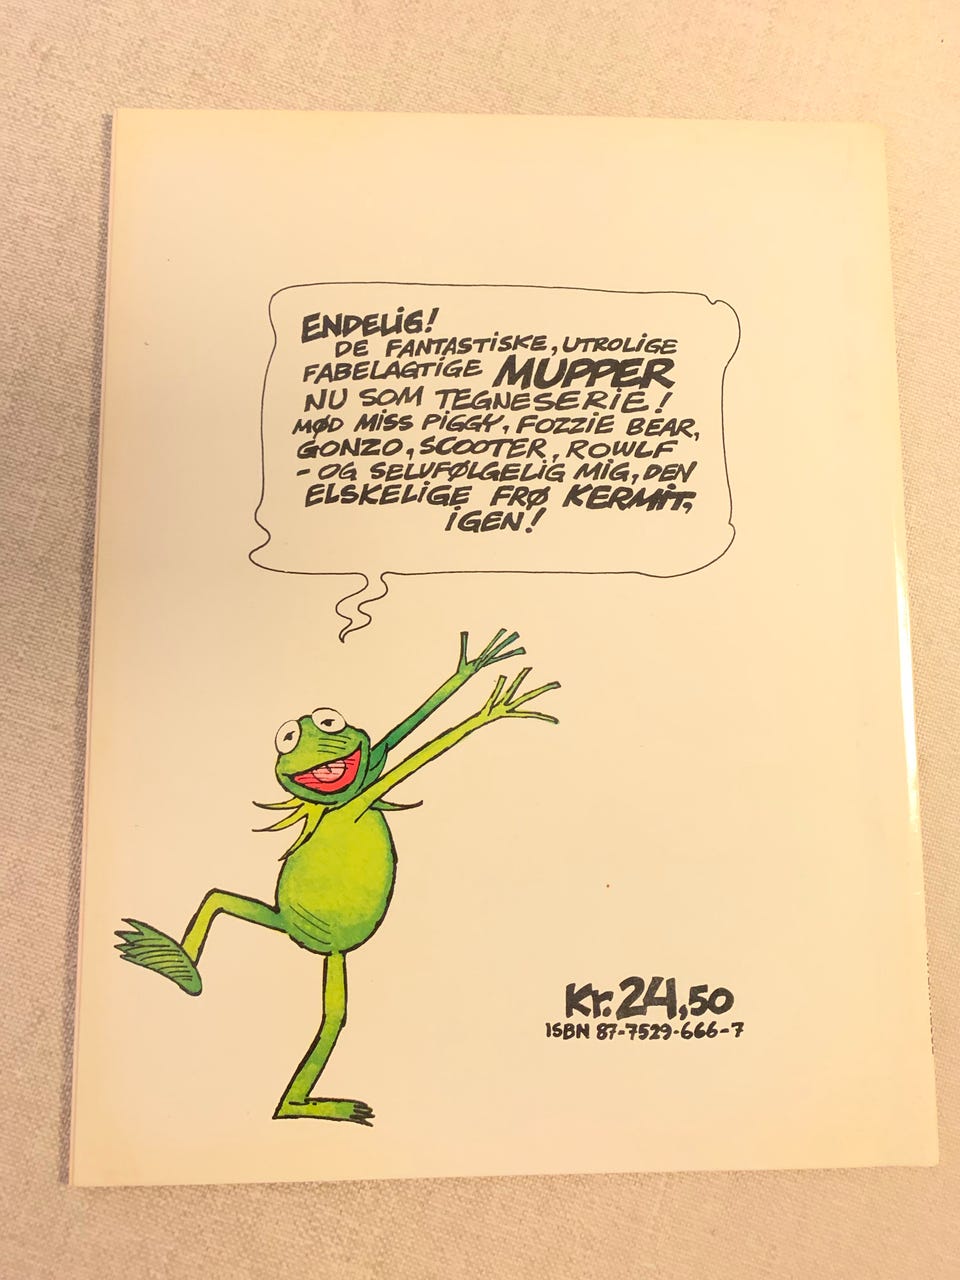 ENDELiG!
DE FANTASTiSKE, UTROLiGE
FABELAGTiGE MUPPER
NU SOM TEGNESERiE!
MØD MiSS PiGGY, FOZZiE BEAR,
GONZO, SCOOTER, ROWLF
- OG SELVFØLGELiG MiG, DEN
ELSKELiGE FRØ KERMiT,
iGEN!
Kr. 24,50
ISBN 87-7529-666-7